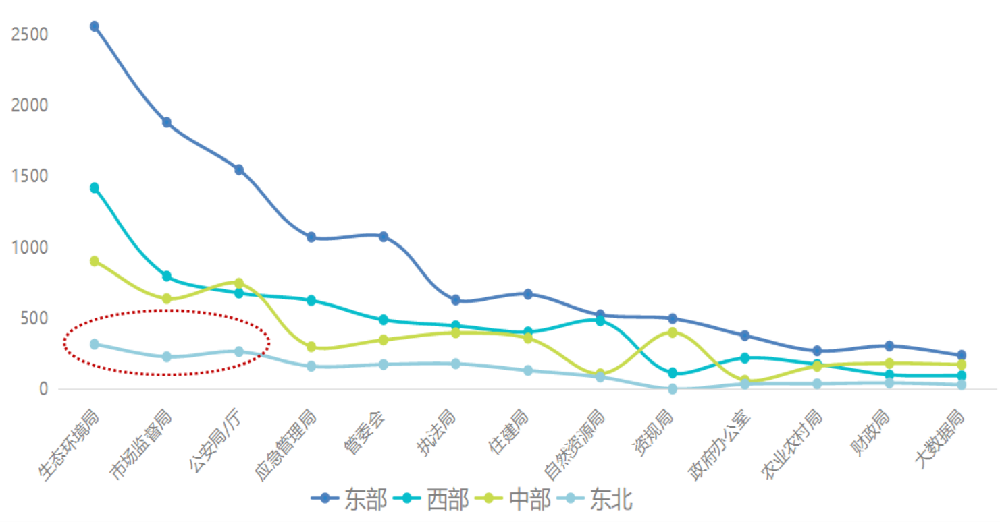 2500
2000
1500
1000
500
0
生态环境局
市场监督局
公安局/厅
应急管理局
管委会
执法局
住建局
自然资源局
资规局
政府办公室
农业农村局
财政局
大数据局
东部 西部 中部 东北